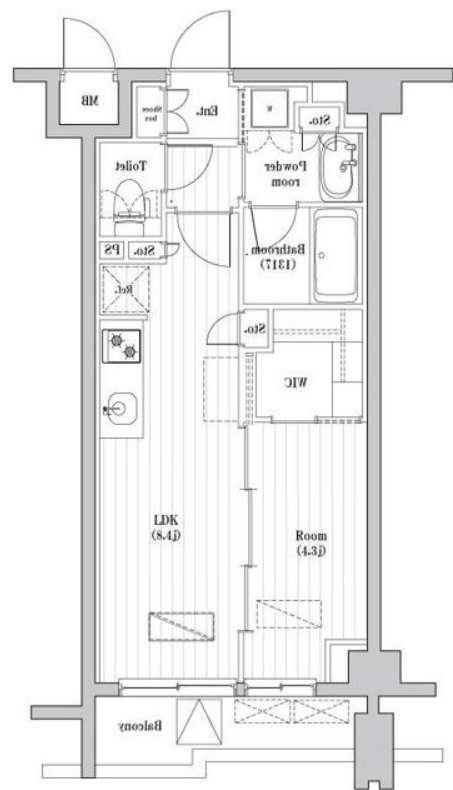 MB
Shoes
box
Ent.
W
Sto.
Toilet
Powder
room
PS
Sto.
Bathroom
(1317)
Ref.
Sto.
WIC
LDK
(8.4j)
Room
(4.3j)
Balcony